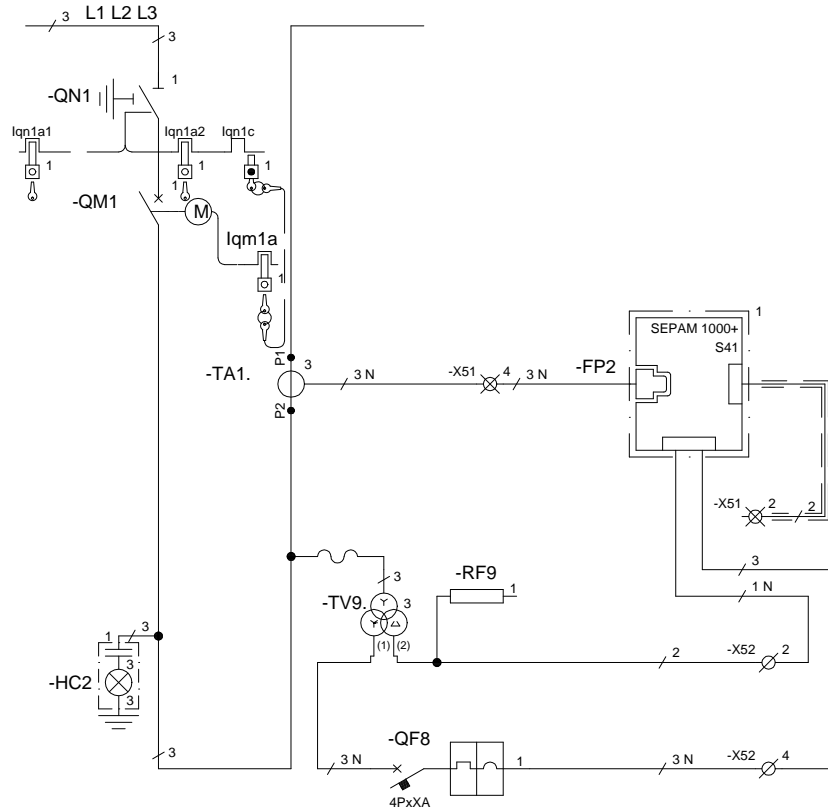 3 L1 L2 L3
3
1
-QN1
Iqn1a1 Iqn1a2 Iqn1c
1 1 1
1
-QM1
M
Iqm1a
1
1
SEPAM 1000+
S41
P1
3
-TA1.
3 N
-X51
4
3 N
-FP2
P2
-X51
2
2
3
-RF9
1
3
1 N
-TV9.
3
(1) (2)
2
-X52
2
1
3
3
-HC2
3
3
-QF8
3 N
1
3 N
-X52
4
4PxXA